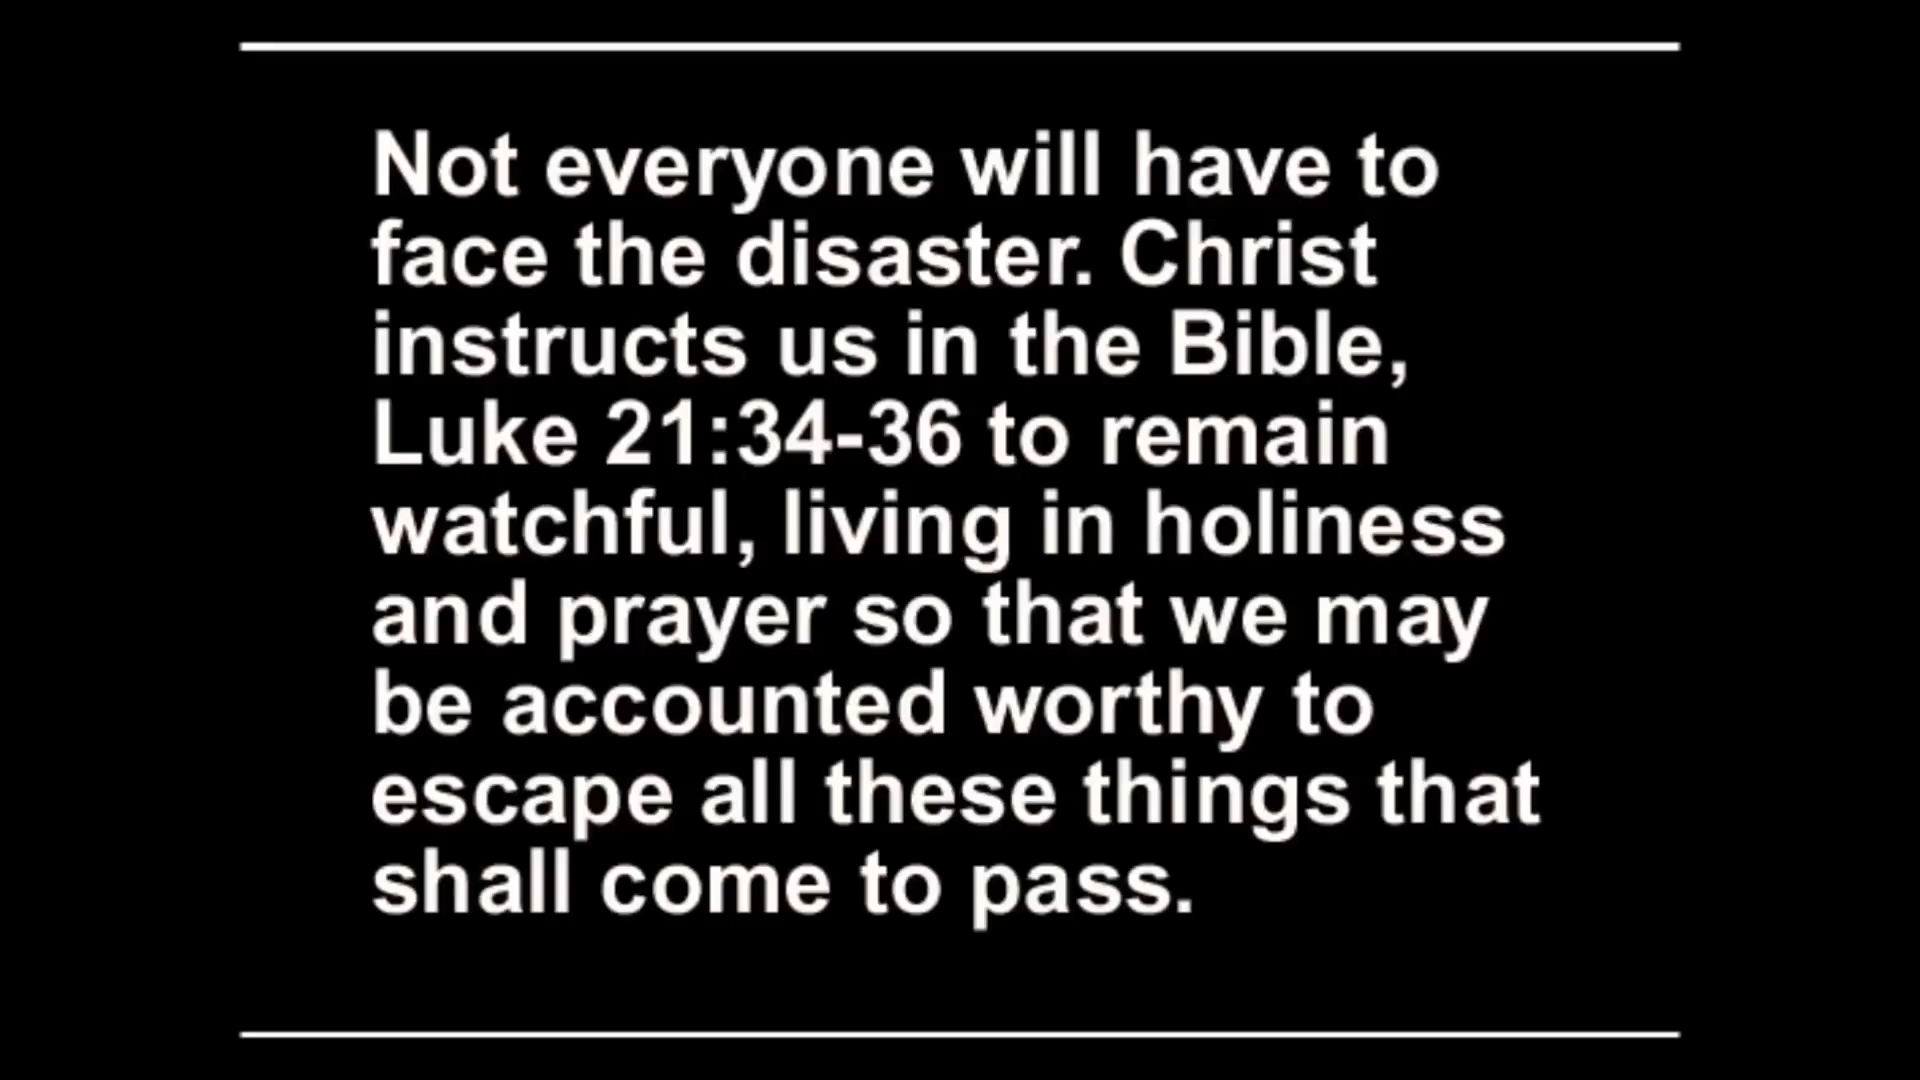 Not everyone will have to
face the disaster. Christ
instructs us in the Bible,
Luke 21:34-36 to remain
watchful, living in holiness
and prayer so that we may
be accounted worthy to
escape all these things that
shall come to pass.